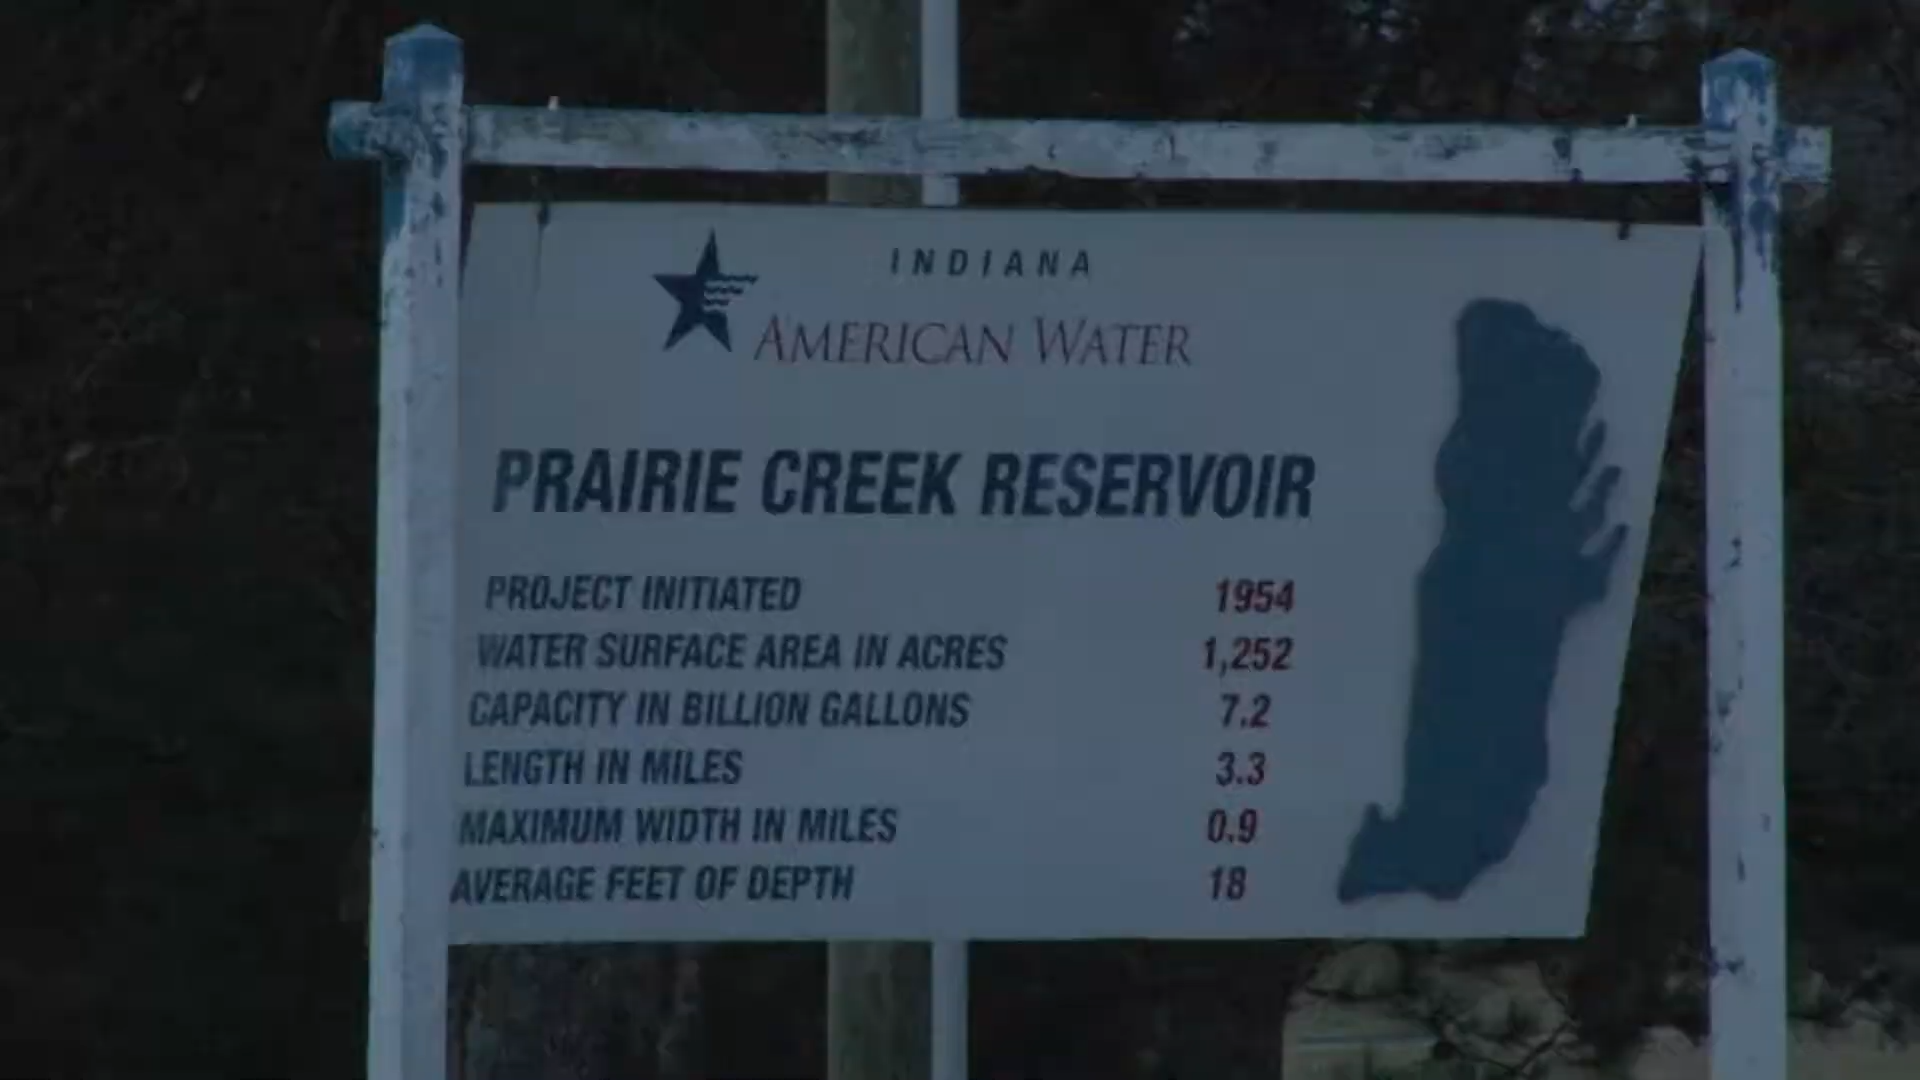 INDIANA
AMERICAN WATER
PRAIRIE CREEK RESERVOIR
PROJECT INITIATED 1954
WATER SURFACE AREA IN ACRES 1,252
CAPACITY IN BILLION GALLONS 7.2
LENGTH IN MILES 3.3
MAXIMUM WIDTH IN MILES 0.9
AVERAGE FEET OF DEPTH 18